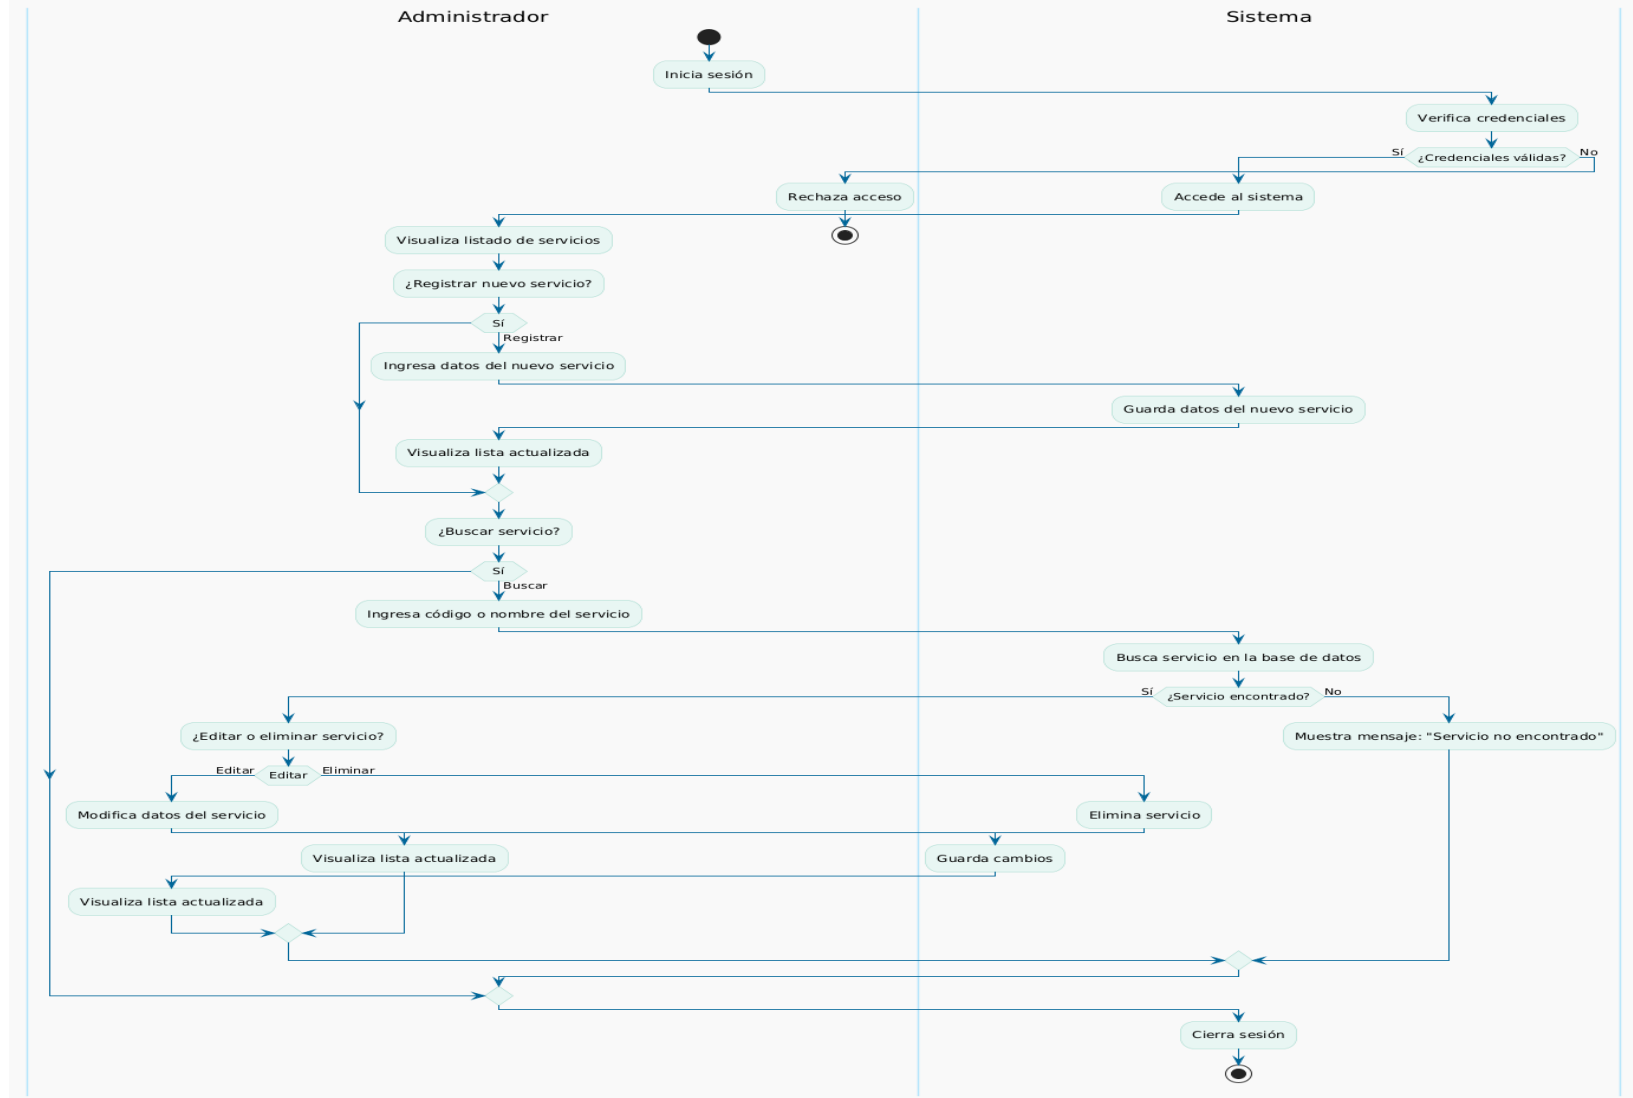 Administrador
Sistema
Inicia sesión
Verifica credenciales
Sí
¿Credenciales válidas?
No
Rechaza acceso
Accede al sistema
Visualiza listado de servicios
¿Registrar nuevo servicio?
Sí
Registrar
Ingresa datos del nuevo servicio
Guarda datos del nuevo servicio
Visualiza lista actualizada
¿Buscar servicio?
Sí
Buscar
Ingresa código o nombre del servicio
Busca servicio en la base de datos
Sí
¿Servicio encontrado?
No
¿Editar o eliminar servicio?
Muestra mensaje: "Servicio no encontrado"
Editar
Editar
Eliminar
Modifica datos del servicio
Elimina servicio
Visualiza lista actualizada
Guarda cambios
Visualiza lista actualizada
Cierra sesión